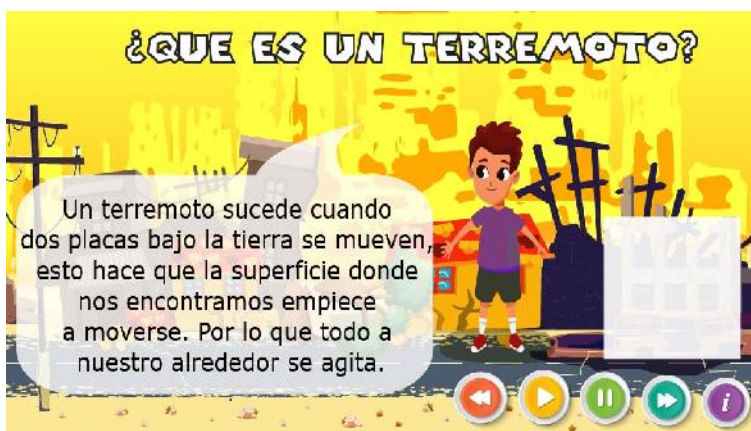 ¿QUE ES UN TERREMOTO?
Un terremoto sucede cuando
dos placas bajo la tierra se mueven,
esto hace que la superficie donde
nos encontramos empiece
a moverse. Por lo que todo a
nuestro alrededor se agita.
i